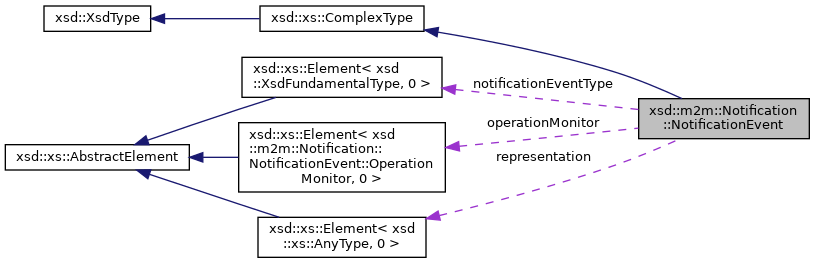 xsd::XsdType
xsd::xs::ComplexType
xsd::xs::Element< xsd
::XsdFundamentalType, 0 >
notificationEventType
xsd::m2m::Notification
::NotificationEvent
operationMonitor
xsd::xs::Element< xsd
::m2m::Notification::
NotificationEvent::Operation
Monitor, 0 >
xsd::xs::AbstractElement
representation
xsd::xs::Element< xsd
::xs::AnyType, 0 >